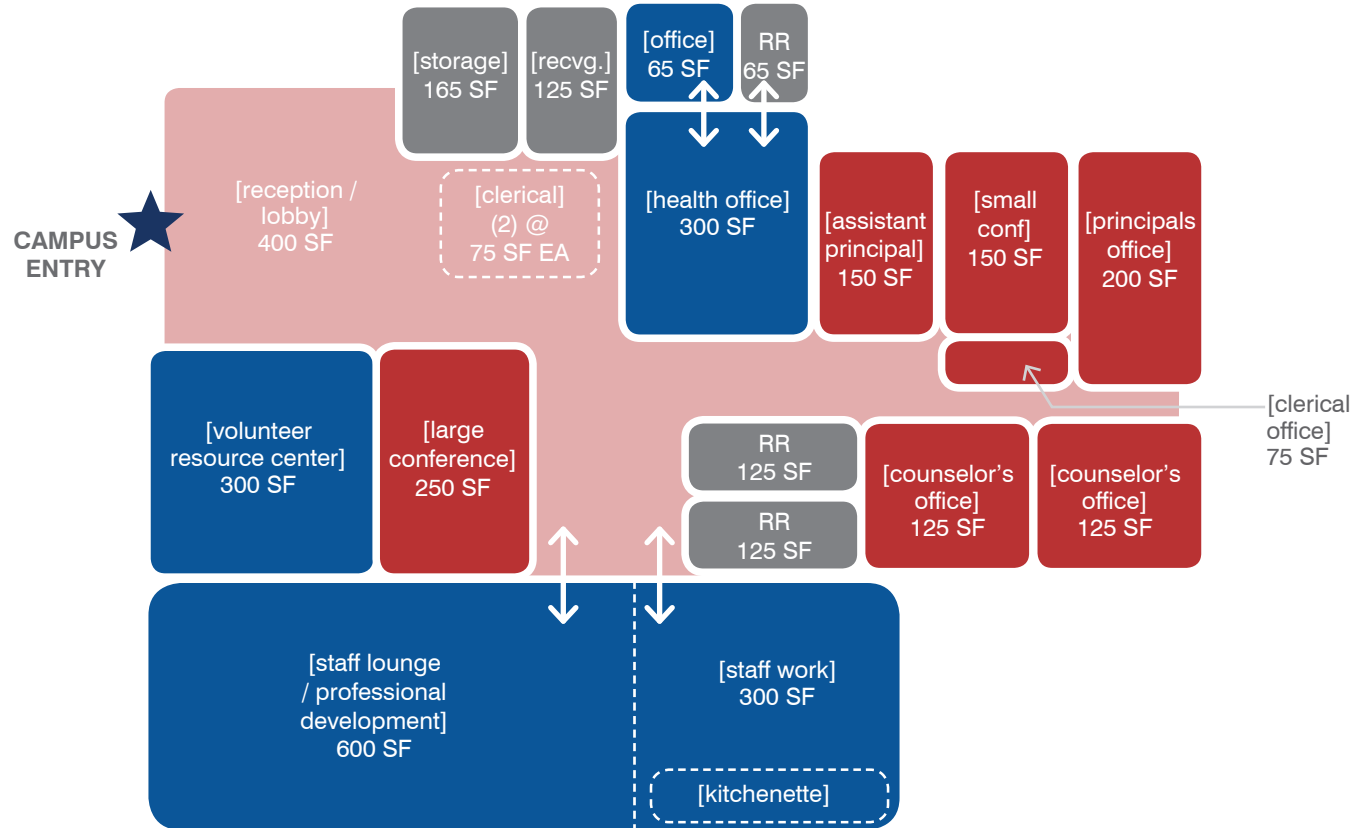 [storage]
165 SF
[recvg.]
125 SF
[office]
65 SF
RR
65 SF
CAMPUS
ENTRY
[reception /
lobby]
400 SF
[clerical]
(2) @
75 SF EA
[health office]
300 SF
[assistant
principal]
150 SF
[small
conf]
150 SF
[principals
office]
200 SF
[clerical
office]
75 SF
[volunteer
resource center]
300 SF
[large
conference]
250 SF
RR
125 SF
RR
125 SF
[counselor’s
office]
125 SF
[counselor’s
office]
125 SF
[staff lounge
/ professional
development]
600 SF
[staff work]
300 SF
[kitchenette]